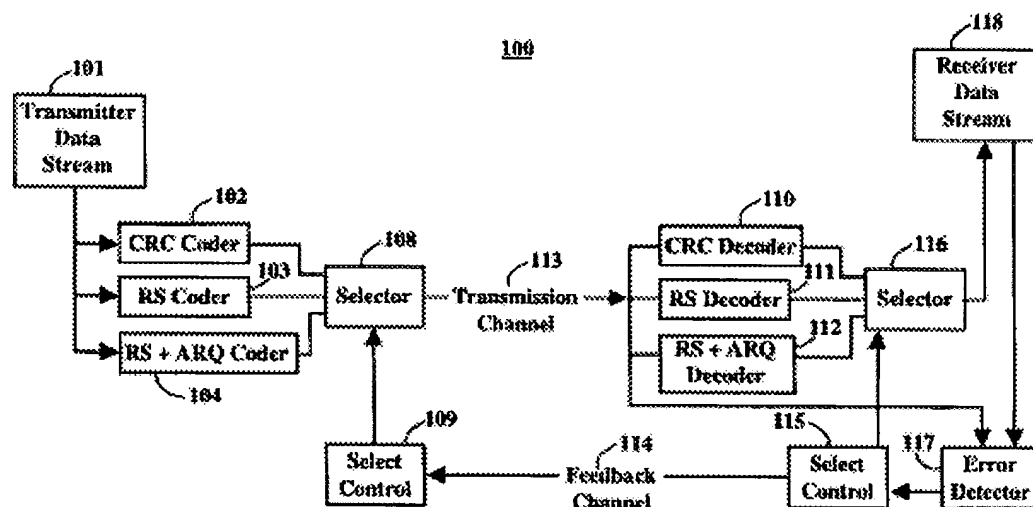 118
100
101
Receiver
Data
Stream
Transmitter
Data
Stream
102
110
CRC Coder
108
CRC Decoder
116
103
113
111
RS Coder
Selector
Transmission
Channel
RS Decoder
Selector
112
RS + ARQ Coder
RS + ARQ
Decoder
104
109
114
115
117
Select
Control
Feedback
Channel
Select
Control
Error
Detector